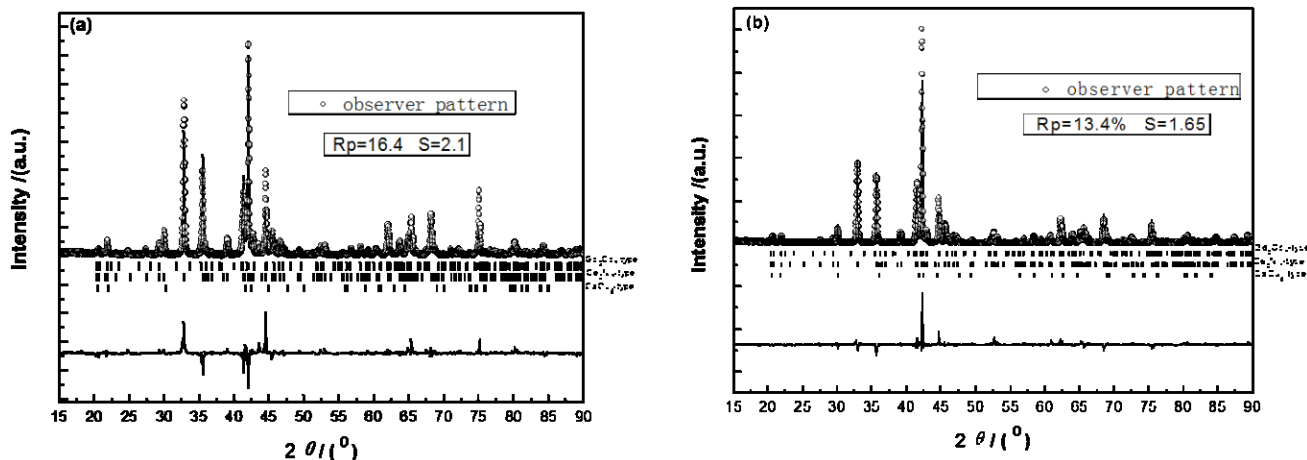 (a)
observer pattern
Rp=16.4 S=2.1
Intensity /(a.u.)
15 20 25 30 35 40 45 50 55 60 65 70 75 80 85 90
2 θ/(⁰)
(b)
observer pattern
Rp=13.4% S=1.65
Intensity /(a.u.)
15 20 25 30 35 40 45 50 55 60 65 70 75 80 85 90
2 θ/(⁰)